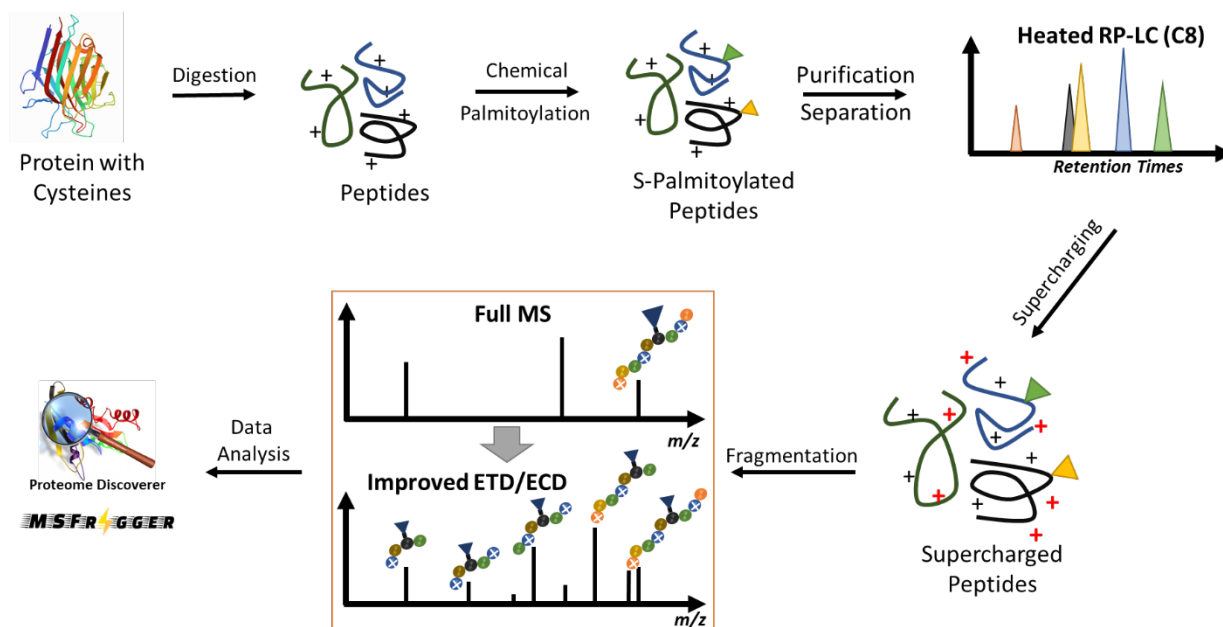 Protein with
Cysteines
Digestion
Peptides
Chemical
Palmitoylation
S-Palmitoylated
Peptides
Purification
Separation
Heated RP-LC (C8)
Retention Times
Supercharging
Supercharged
Peptides
Fragmentation
Full MS
m/z
Improved ETD/ECD
m/z
Data
Analysis
Proteome Discoverer
MSFRAGGER